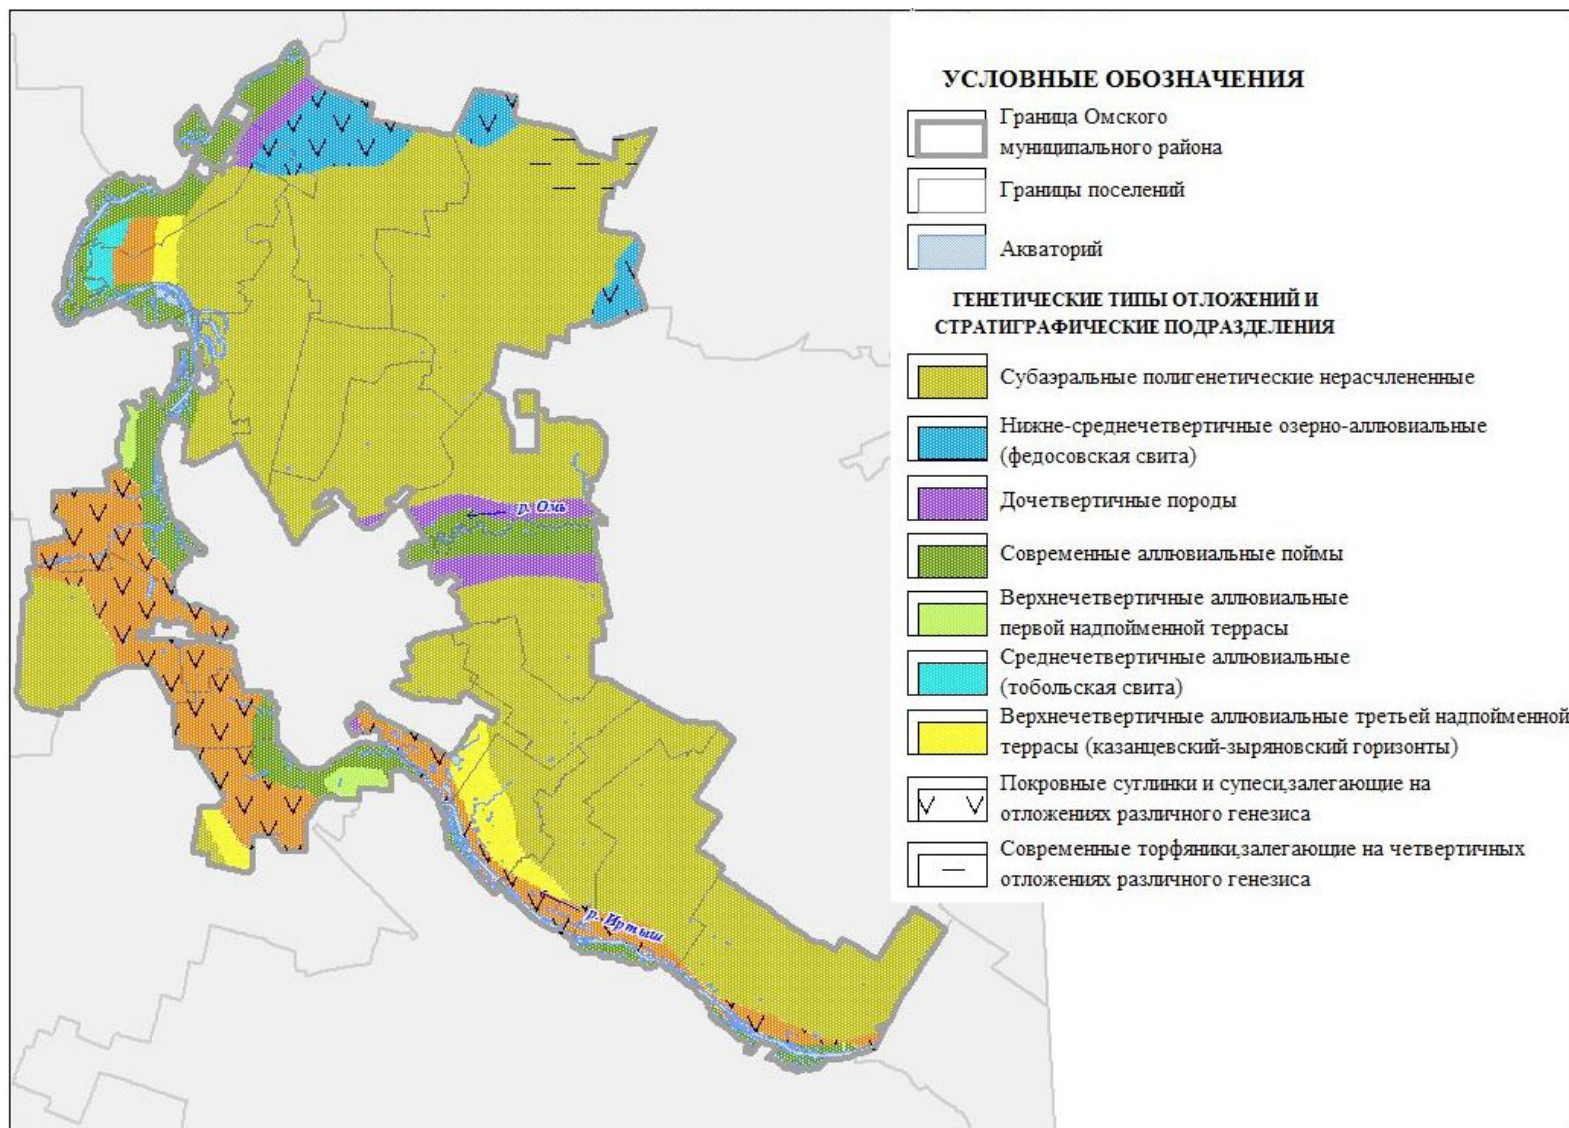 УСЛОВНЫЕ ОБОЗНАЧЕНИЯ
Граница Омского
муниципального района
Границы поселений
Акваторий
ГЕНЕТИЧЕСКИЕ ТИПЫ ОТЛОЖЕНИЙ И
СТРАТИГРАФИЧЕСКИЕ ПОДРАЗДЕЛЕНИЯ
Субаэральные полигенетические нерасчлененные
Нижне-среднечетвертичные озерно-аллювиальные
(федосовская свита)
Дочетвертичные породы
Современные аллювиальные поймы
Верхнечетвертичные аллювиальные
первой надпойменной террасы
Среднечетвертичные аллювиальные
(тобольская свита)
Верхнечетвертичные аллювиальные третьей надпойменной
террасы (казанцевский-зыряновский горизонты)
Покровные суглинки и супеси,залегающие на
отложениях различного генезиса
Современные торфяники,залегающие на четвертичных
отложениях различного генезиса
р. Омь
р. Иртыш